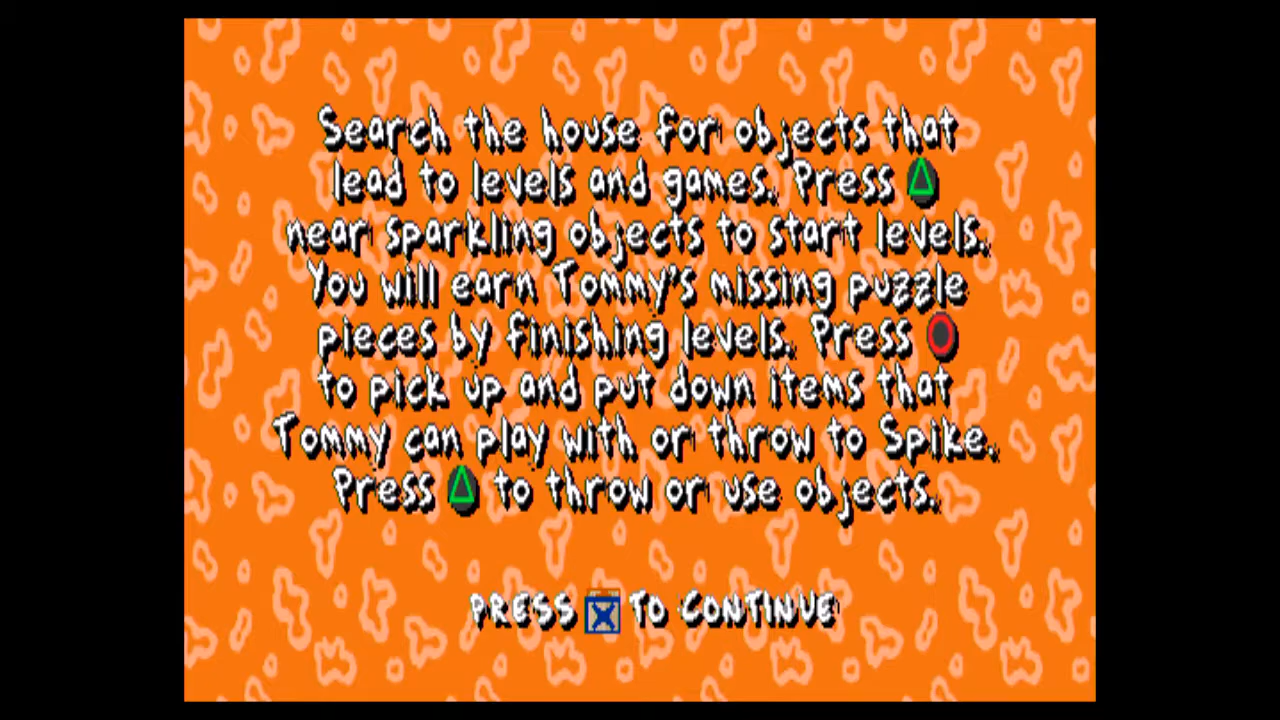 Search the house for objects that
lead to levels and games. Press △
near sparkling objects to start levels.
You will earn Tommy's missing puzzle
pieces by finishing levels. Press ○
to pick up and put down items that
Tommy can play with or throw to Spike.
Press △ to throw or use objects.
PRESS X TO CONTINUE